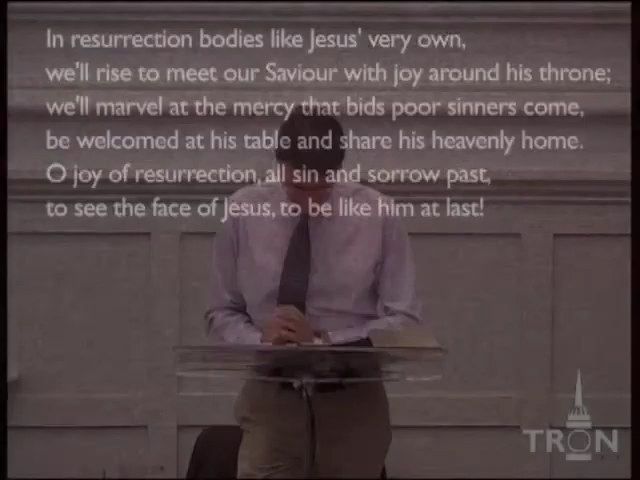 In resurrection bodies like Jesus' very own,
we'll rise to meet our Saviour with joy around his throne;
we'll marvel at the mercy that bids poor sinners come,
be welcomed at his table and share his heavenly home.
O joy of resurrection, all sin and sorrow past,
to see the face of Jesus, to be like him at last!
TRON